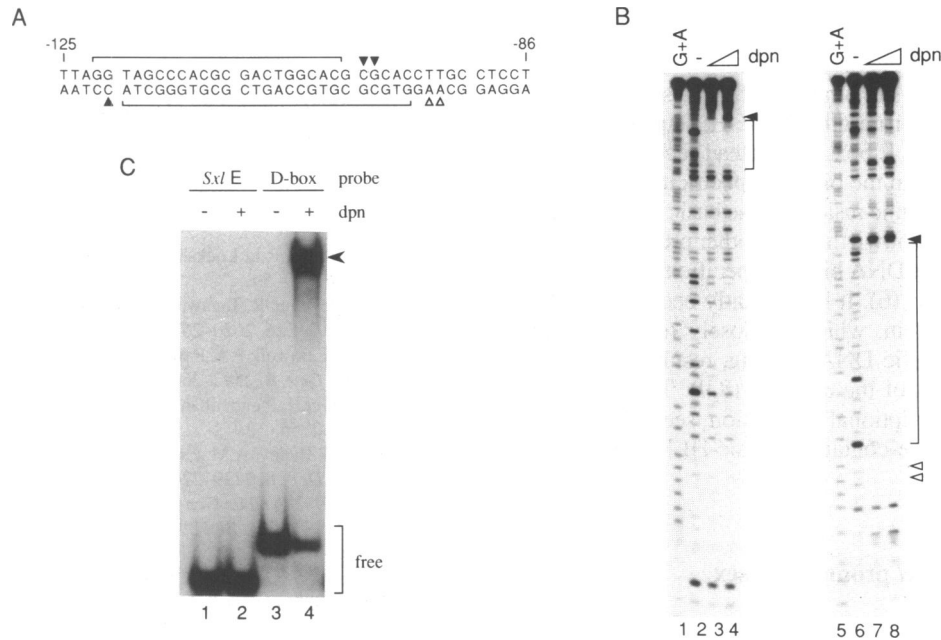 A
-125 -86
TTAGG TAGCCCACGC GACTGGCACG CGCACCTTGC CCTCCT
AATCC ATCGGGTGCG CTGACCGTGC GCGTGGAACG GAGGA
B
G+A - dpn
G+A - dpn
1 2 3 4
5 6 7 8
C
Sxl E D-box probe
- + - + dpn
free
1 2 3 4